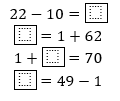 22 − 10 = □
□ = 1 + 62
1 + □ = 70
□ = 49 − 1